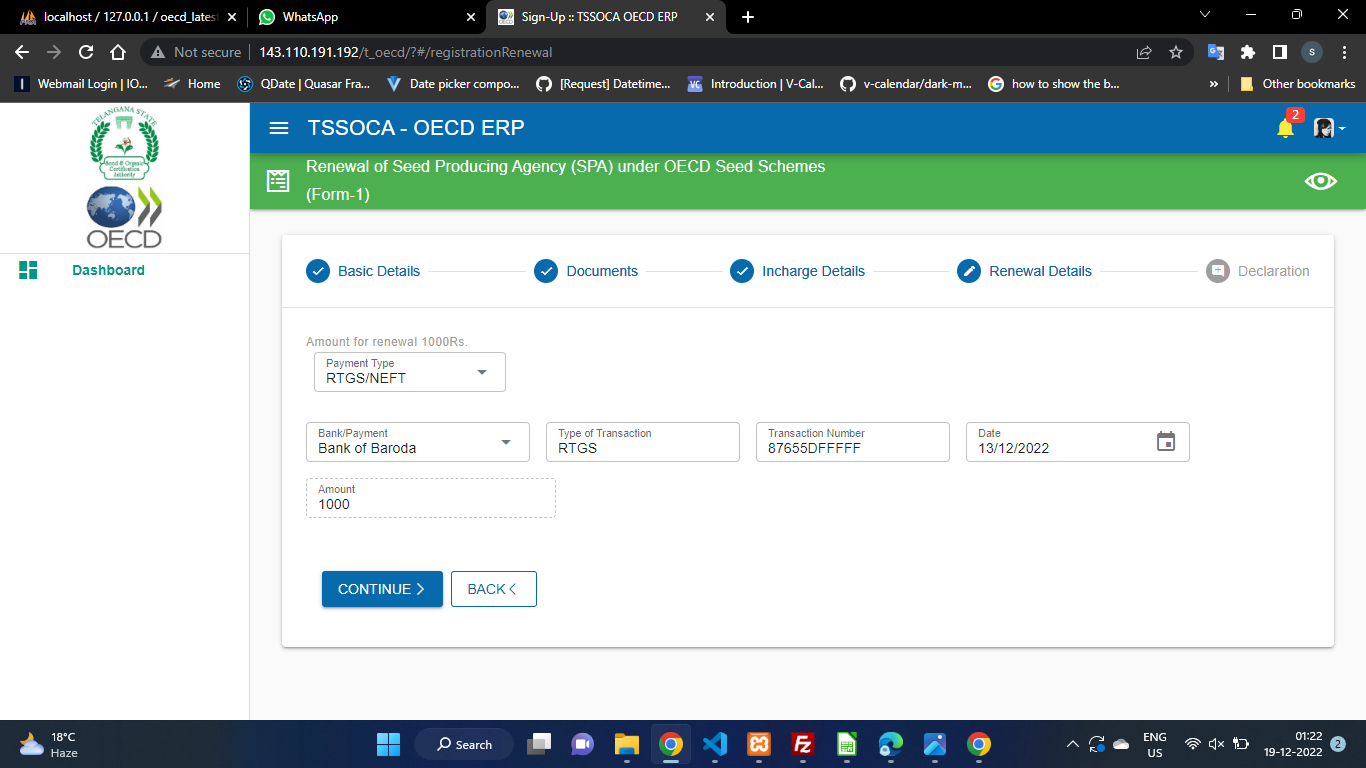 localhost / 127.0.0.1 / oecd_lates
WhatsApp
Sign-Up :: TSSOCA OECD ERP
Not secure
143.110.191.192/t_oecd/?#/registrationRenewal
S
Webmail Login | IO...
Home
QDate | Quasar Fra...
Date picker compo...
[Request] Datetime...
Introduction | V-Cal...
v-calendar/dark-m...
how to show the b...
»
Other bookmarks
TELANGANA STATE
Seed & Organic
Certification
Authority
OECD
TSSOCA - OECD ERP
2
Renewal of Seed Producing Agency (SPA) under OECD Seed Schemes
(Form-1)
Dashboard
Basic Details
Documents
Incharge Details
Renewal Details
Declaration
Amount for renewal 1000Rs.
Payment Type
RTGS/NEFT
Bank/Payment
Bank of Baroda
Type of Transaction
RTGS
Transaction Number
87655DFFFFF
Date
13/12/2022
Amount
1000
CONTINUE
BACK
18°C
Haze
Search
ENG
US
01:22
19-12-2022
2